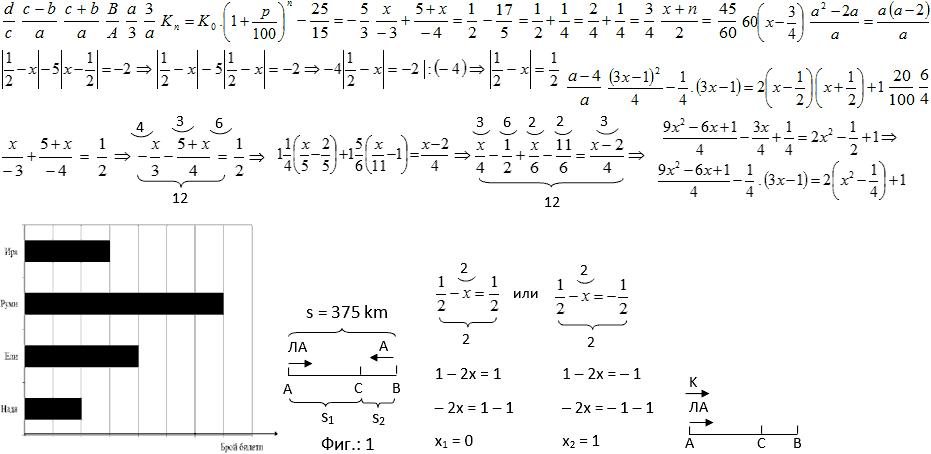 d/c (c – b)/a (c + b)/a B/A a/3 3/a Kₙ = K₀ . (1 + p/100)ⁿ – 25/15 = – 5/3 x/–3 + (5 + x)/–4 = 1/2 – 17/5 = 1/2 + 1/4 = 2/4 + 1/4 = 3/4 (x + n)/2 = 45/60 60(x – 3/4) (a² – 2a)/a = a(a – 2)/a
|1/2 – x| – 5|x – 1/2| = –2 ⇒ |1/2 – x| – 5|1/2 – x| = –2 ⇒ –4|1/2 – x| = –2 |:(–4) ⇒ |1/2 – x| = 1/2
(a – 4)/a (3x – 1)²/4 – 1/4 .(3x – 1) = 2(x – 1/2)(x + 1/2) + 1 20/100 6/4
x/–3 + (5 + x)/–4 = 1/2 ⇒ – x/3 – (5 + x)/4 = 1/2 ⇒
4 3 6
12
1 1/4 (x/5 – 2/5) + 1 5/6 (x/11 – 1) = (x – 2)/4 ⇒ x/4 – 1/2 + x/6 – 11/6 = (x – 2)/4 ⇒
3 6 2 2 3
12
(9x² – 6x + 1)/4 – 3x/4 + 1/4 = 2x² – 1/2 + 1 ⇒
(9x² – 6x + 1)/4 – 1/4 .(3x – 1) = 2(x² – 1/4) + 1
Ира
Руми
Ели
Надя
Брой билети
s = 375 km
ЛА A
A C B
s₁ s₂
Фиг.: 1
2
1/2 – x = 1/2 или
2
1 – 2x = 1
– 2x = 1 – 1
x₁ = 0
2
1/2 – x = – 1/2
2
1 – 2x = – 1
– 2x = – 1 – 1
x₂ = 1
К
ЛА
A C B